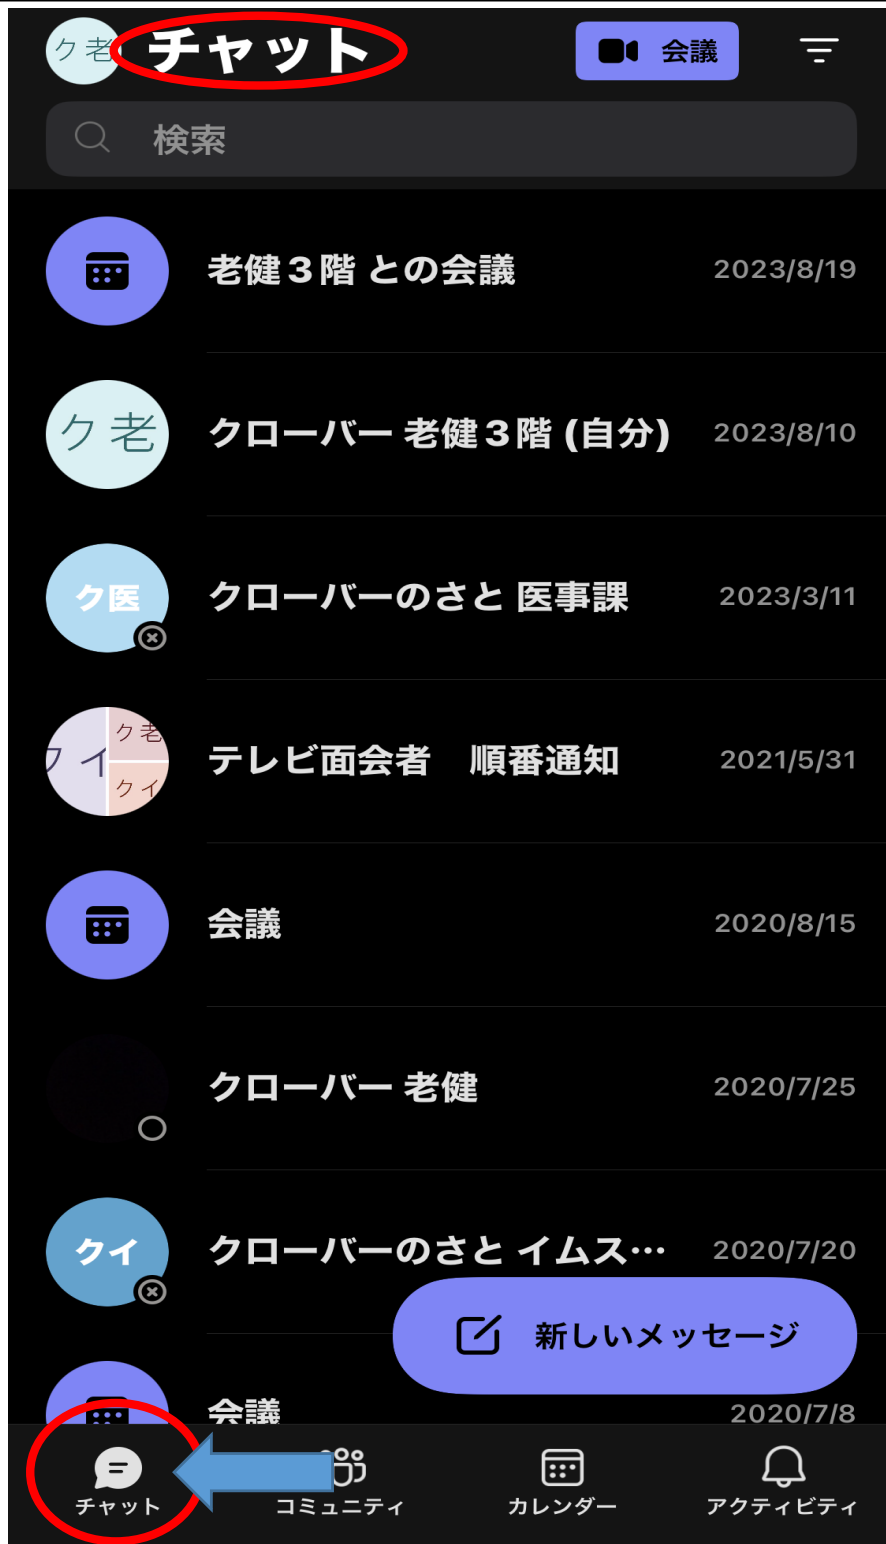 ク老 チャット 会議
検索
老健3階 との会議 2023/8/19
ク老 クローバー 老健3階 (自分) 2023/8/10
ク医 クローバーのさと 医事課 2023/3/11
クイ ク老 クイ テレビ面会者　順番通知 2021/5/31
会議 2020/8/15
クローバー 老健 2020/7/25
クイ クローバーのさと イムス… 2020/7/20
新しいメッセージ
会議 2020/7/8
チャット コミュニティ カレンダー アクティビティ